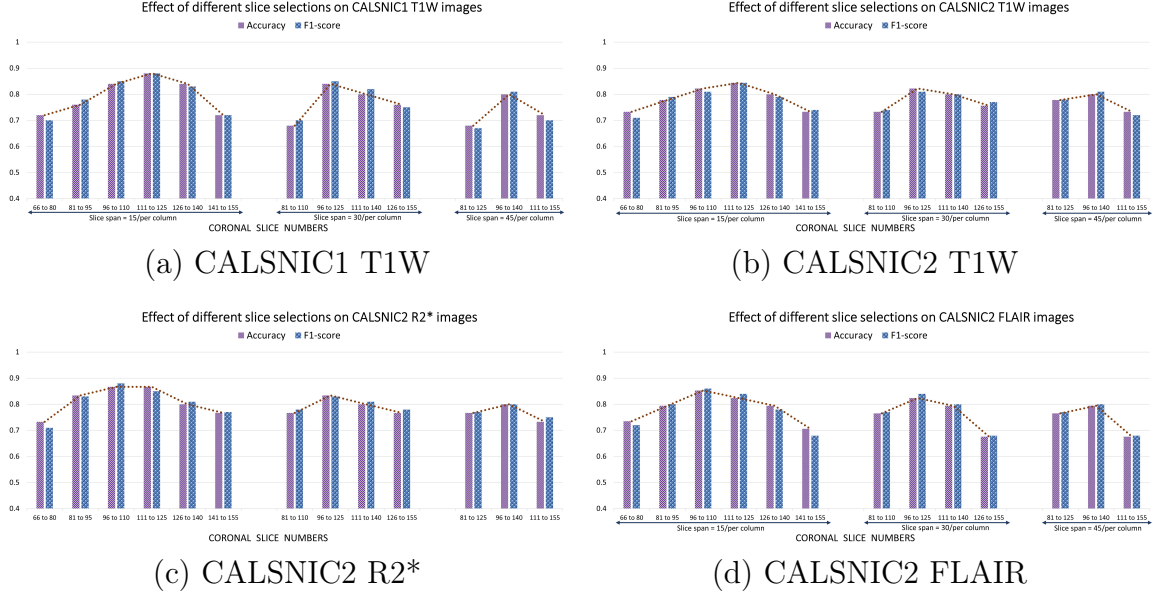 Effect of different slice selections on CALSNIC1 T1W images
Accuracy F1-score
1
0.9
0.8
0.7
0.6
0.5
0.4
66 to 80 81 to 95 96 to 110 111 to 125 126 to 140 141 to 155 81 to 110 96 to 125 111 to 140 126 to 155 81 to 125 96 to 140 111 to 155
Slice span = 15/per column Slice span = 30/per column Slice span = 45/per column
CORONAL SLICE NUMBERS
(a) CALSNIC1 T1W
Effect of different slice selections on CALSNIC2 T1W images
Accuracy F1-score
1
0.9
0.8
0.7
0.6
0.5
0.4
66 to 80 81 to 95 96 to 110 111 to 125 126 to 140 141 to 155 81 to 110 96 to 125 111 to 140 126 to 155 81 to 125 96 to 140 111 to 155
Slice span = 15/per column Slice span = 30/per column Slice span = 45/per column
CORONAL SLICE NUMBERS
(b) CALSNIC2 T1W
Effect of different slice selections on CALSNIC2 R2* images
Accuracy F1-score
1
0.9
0.8
0.7
0.6
0.5
0.4
66 to 80 81 to 95 96 to 110 111 to 125 126 to 140 141 to 155 81 to 110 96 to 125 111 to 140 126 to 155 81 to 125 96 to 140 111 to 155
CORONAL SLICE NUMBERS
(c) CALSNIC2 R2*
Effect of different slice selections on CALSNIC2 FLAIR images
Accuracy F1-score
1
0.9
0.8
0.7
0.6
0.5
0.4
66 to 80 81 to 95 96 to 110 111 to 125 126 to 140 141 to 155 81 to 110 96 to 125 111 to 140 126 to 155 81 to 125 96 to 140 111 to 155
Slice span = 15/per column Slice span = 30/per column Slice span = 45/per column
CORONAL SLICE NUMBERS
(d) CALSNIC2 FLAIR